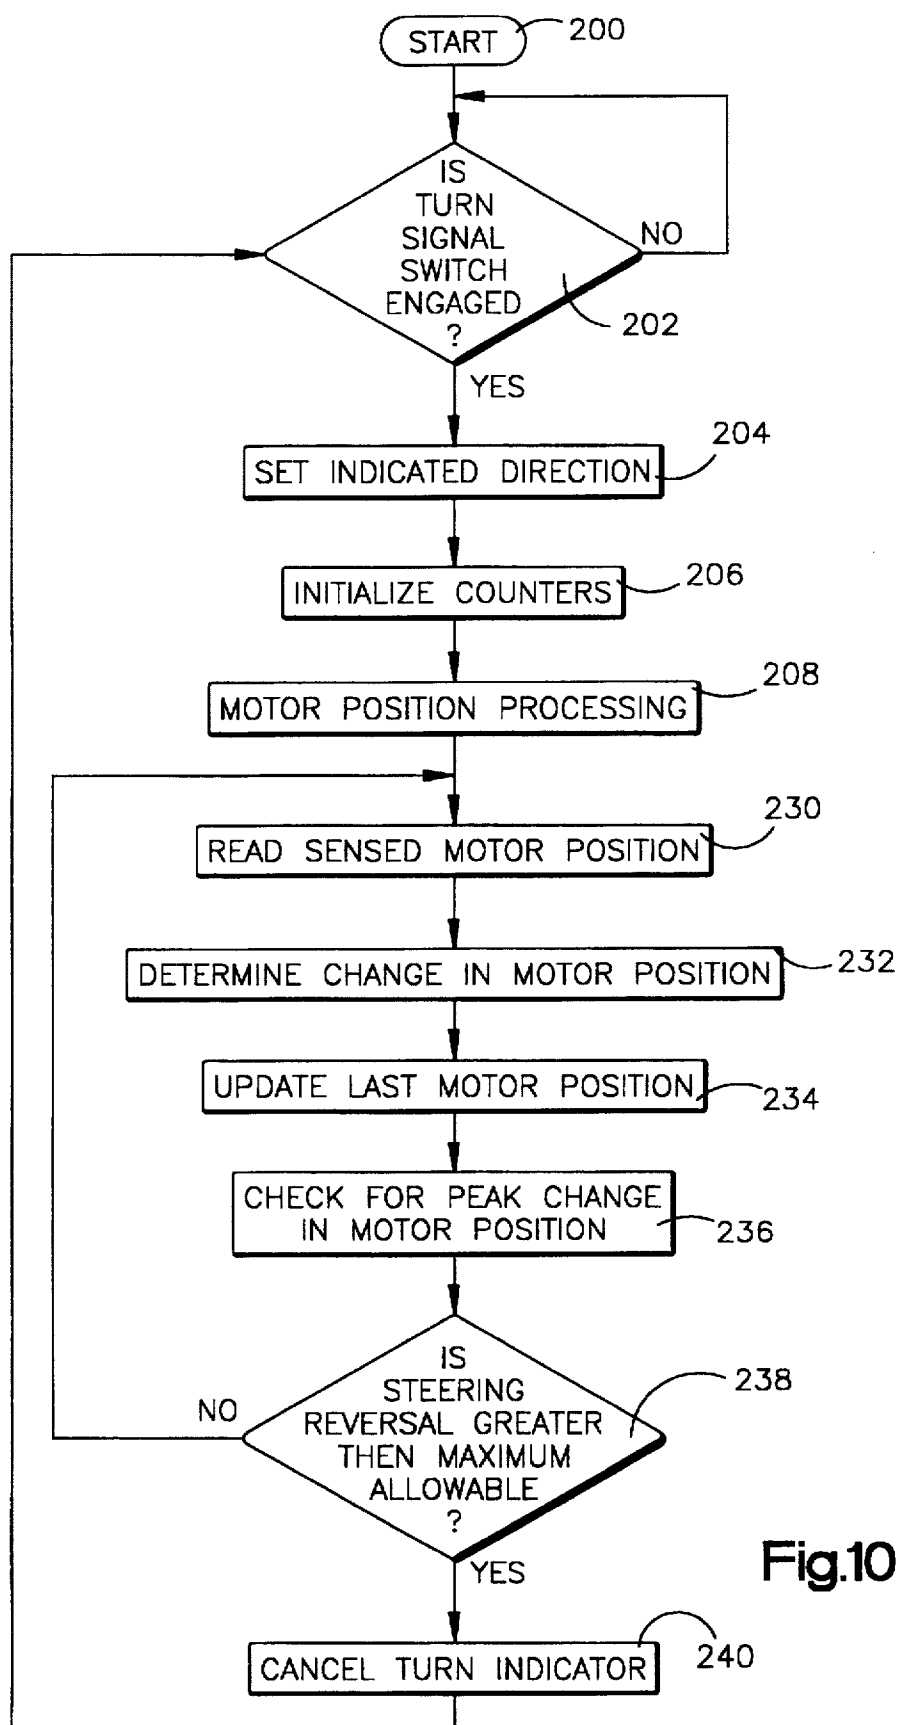 START
200
IS
TURN
SIGNAL
SWITCH
ENGAGED
?
NO
202
YES
SET INDICATED DIRECTION
204
INITIALIZE COUNTERS
206
MOTOR POSITION PROCESSING
208
READ SENSED MOTOR POSITION
230
DETERMINE CHANGE IN MOTOR POSITION
232
UPDATE LAST MOTOR POSITION
234
CHECK FOR PEAK CHANGE
IN MOTOR POSITION
236
IS
STEERING
REVERSAL GREATER
THEN MAXIMUM
ALLOWABLE
?
NO
238
YES
Fig.10
CANCEL TURN INDICATOR
240